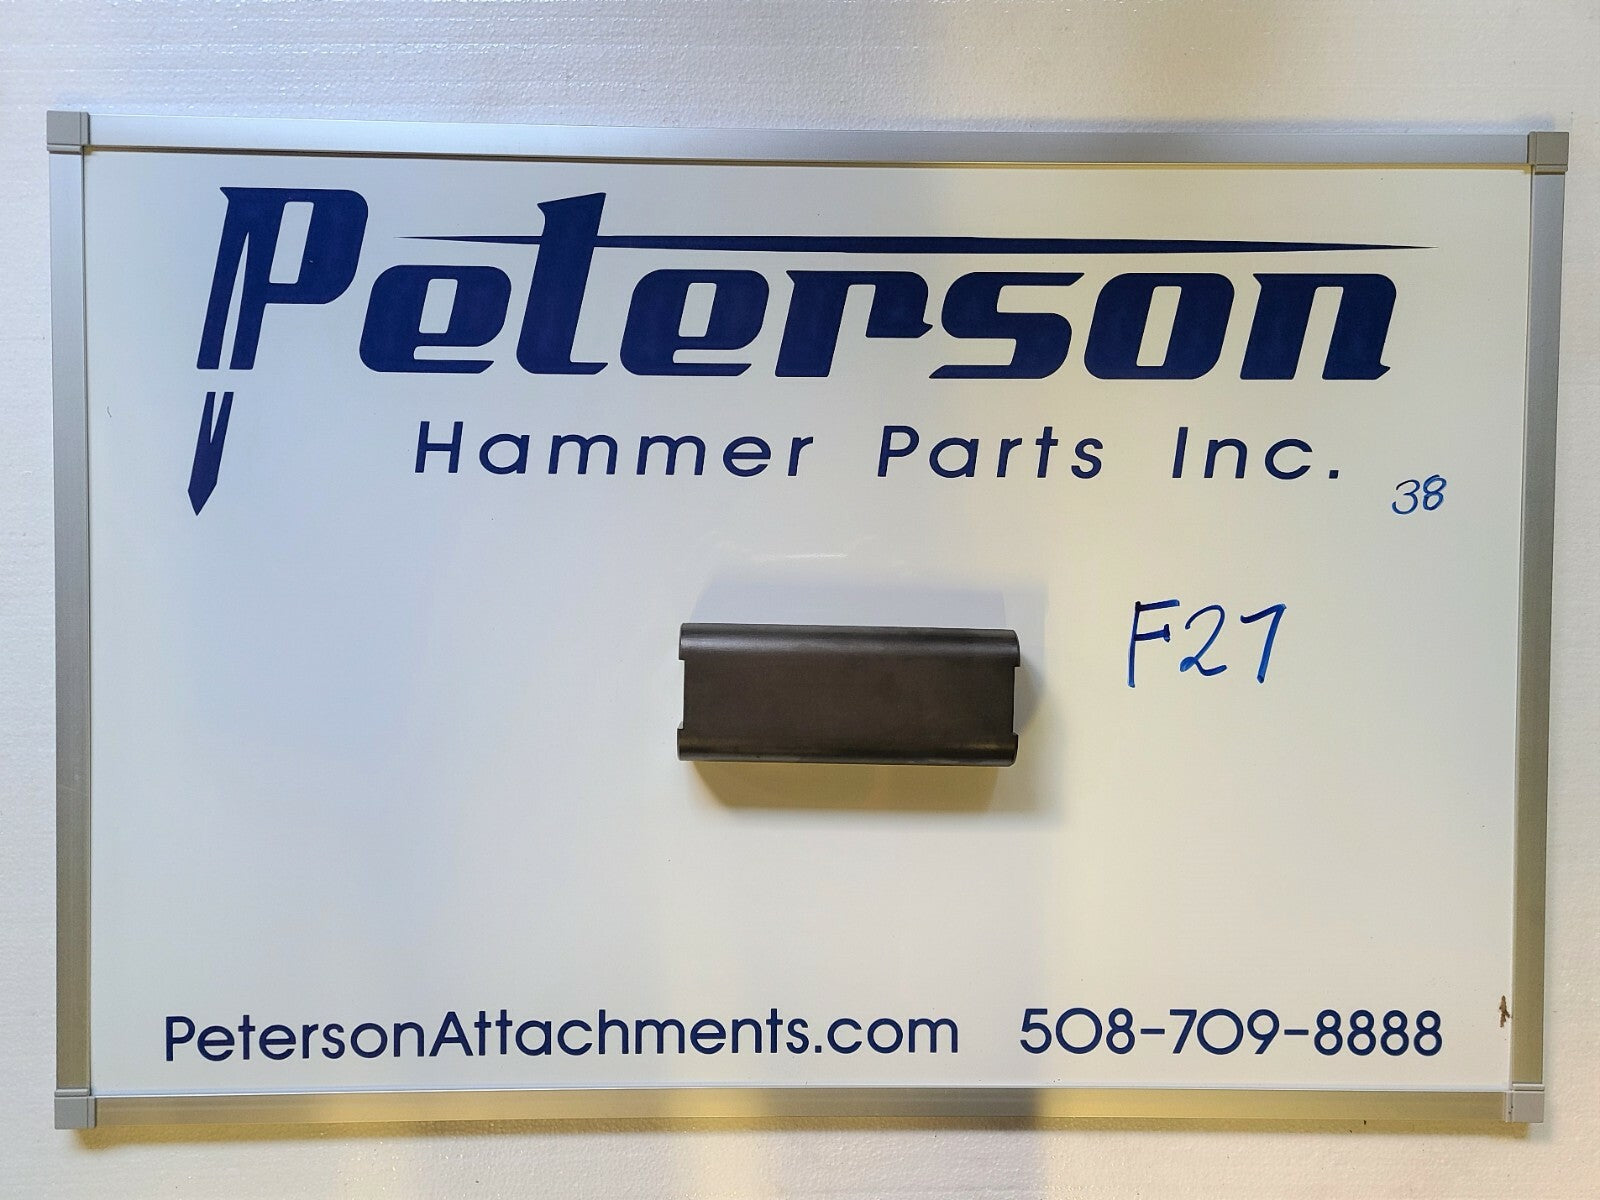 Peterson
Hammer Parts Inc.
38
F27
PetersonAttachments.com 508-709-8888